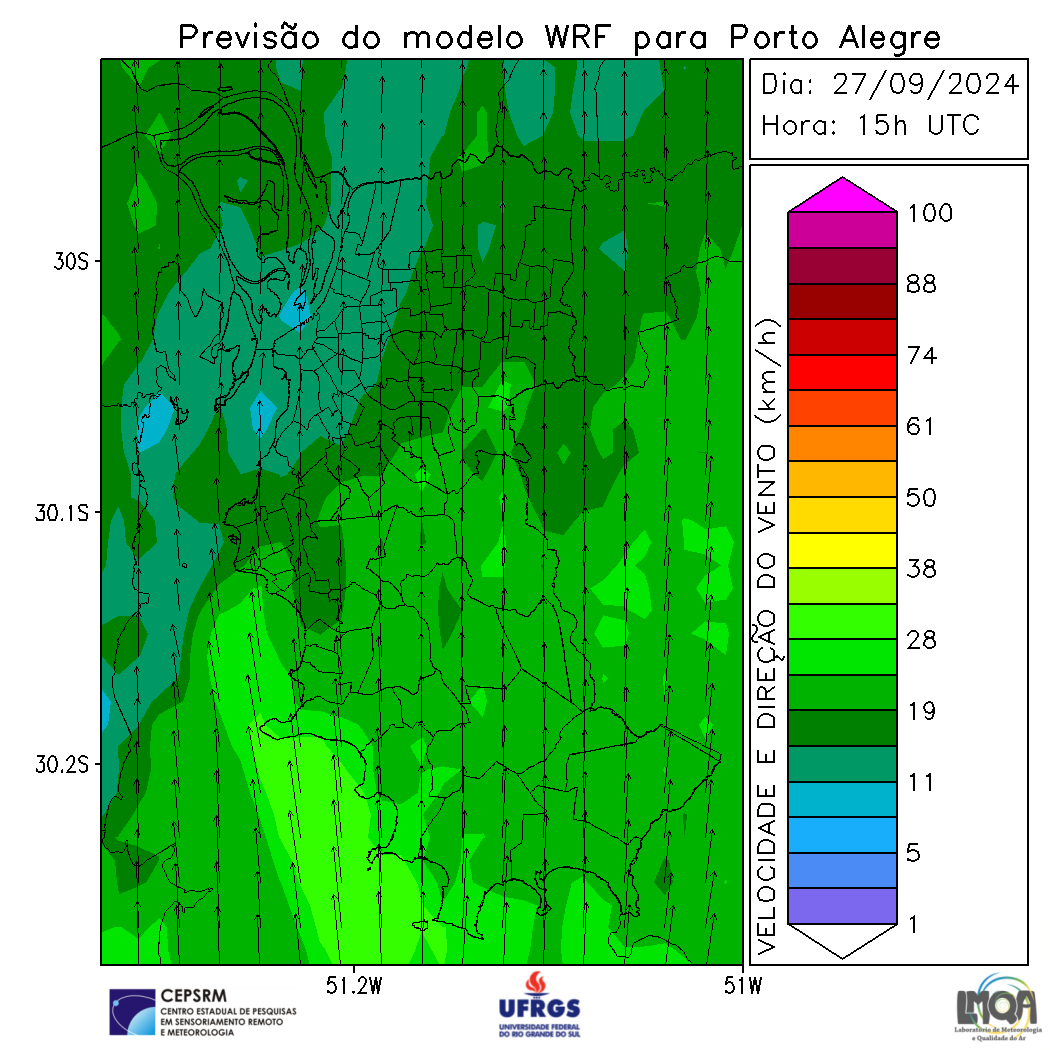 Previsão do modelo WRF para Porto Alegre
Dia: 27/09/2024
Hora: 15h UTC
30S
30.1S
30.2S
51.2W
51W
VELOCIDADE E DIREÇÃO DO VENTO (km/h)
100
88
74
61
50
38
28
19
11
5
1
CEPSRM
CENTRO ESTADUAL DE PESQUISAS
EM SENSORIAMENTO REMOTO
E METEOROLOGIA
UFRGS
UNIVERSIDADE FEDERAL
DO RIO GRANDE DO SUL
LMQA
Laboratório de Meteorologia
e Qualidade do Ar